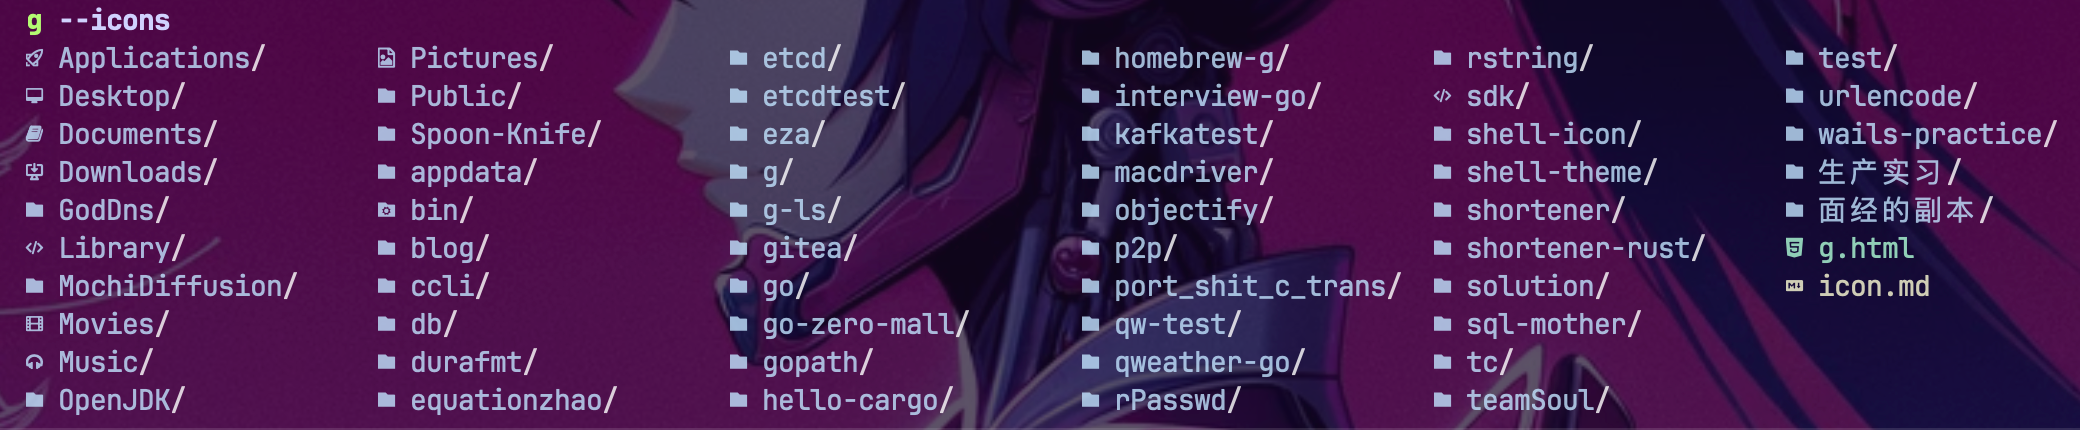 g --icons
Applications/ Pictures/ etcd/ homebrew-g/ rstring/ test/
Desktop/ Public/ etcdtest/ interview-go/ sdk/ urlencode/
Documents/ Spoon-Knife/ eza/ kafkatest/ shell-icon/ wails-practice/
Downloads/ appdata/ g/ macdriver/ shell-theme/ 生产实习/
GodDns/ bin/ g-ls/ objectify/ shortener/ 面经的副本/
Library/ blog/ gitea/ p2p/ shortener-rust/ g.html
MochiDiffusion/ ccli/ go/ port_shit_c_trans/ solution/ icon.md
Movies/ db/ go-zero-mall/ qw-test/ sql-mother/
Music/ durafmt/ gopath/ qweather-go/ tc/
OpenJDK/ equationzhao/ hello-cargo/ rPasswd/ teamSoul/